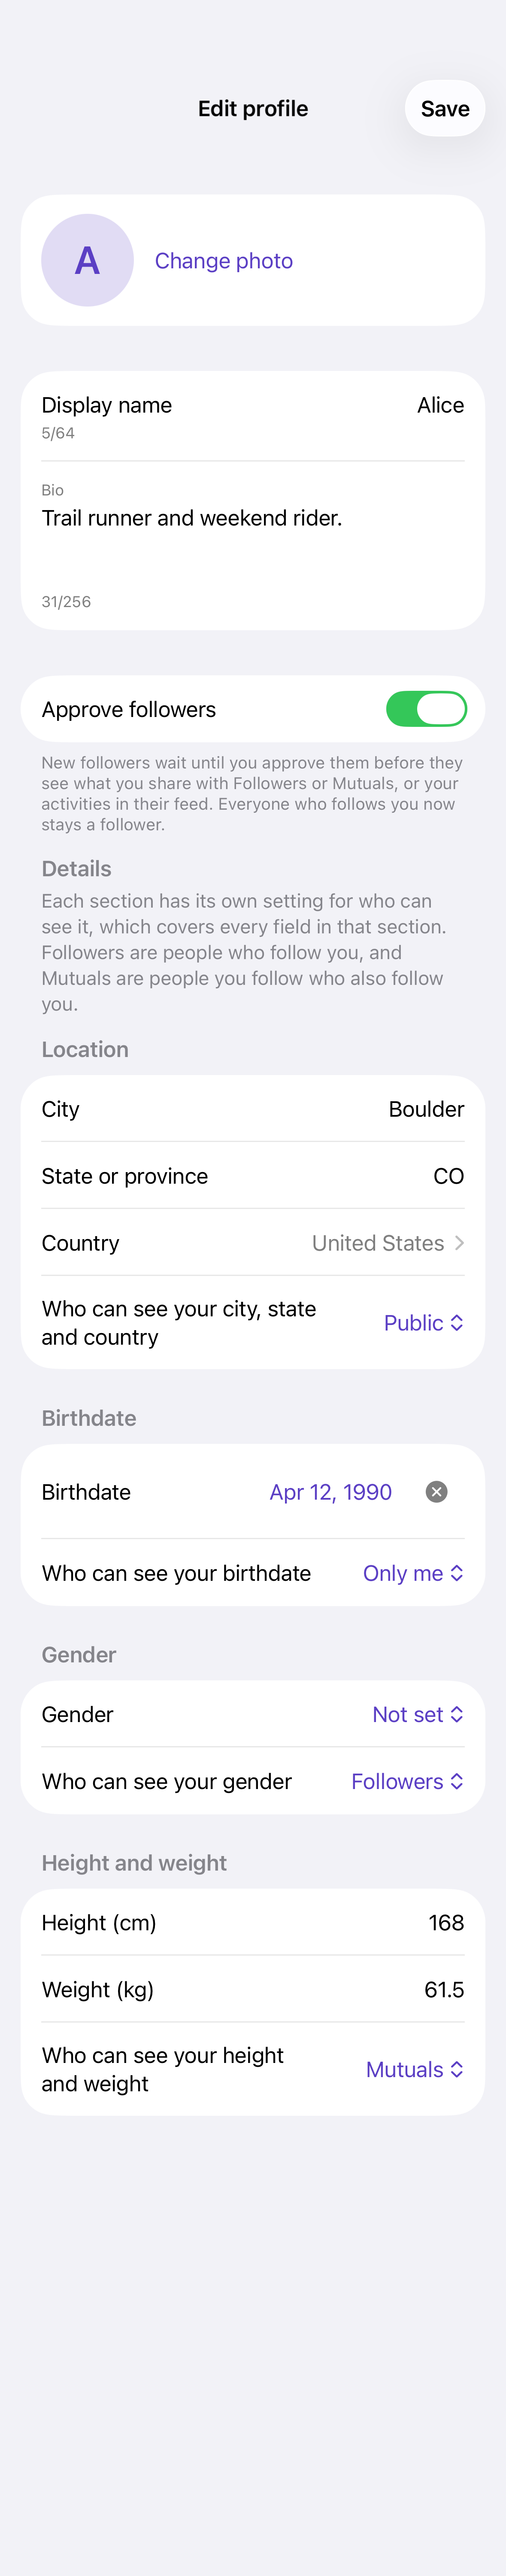 Edit profile
Save
A
Change photo
Display name
Alice
5/64
Bio
Trail runner and weekend rider.
31/256
Approve followers
New followers wait until you approve them before they
see what you share with Followers or Mutuals, or your
activities in their feed. Everyone who follows you now
stays a follower.
Details
Each section has its own setting for who can
see it, which covers every field in that section.
Followers are people who follow you, and
Mutuals are people you follow who also follow
you.
Location
City
Boulder
State or province
CO
Country
United States
Who can see your city, state
and country
Public
Birthdate
Birthdate
Apr 12, 1990
Who can see your birthdate
Only me
Gender
Gender
Not set
Who can see your gender
Followers
Height and weight
Height (cm)
168
Weight (kg)
61.5
Who can see your height
and weight
Mutuals